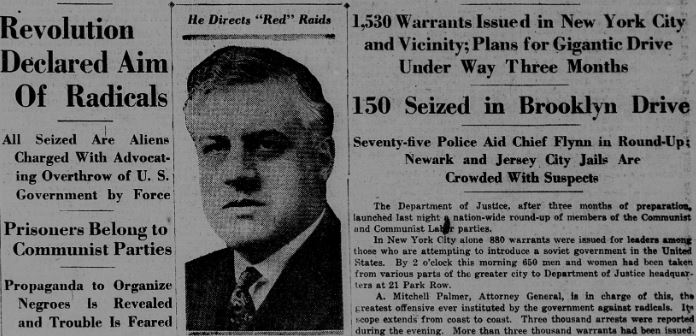 Revolution
Declared Aim
Of Radicals
All Seized Are Aliens
Charged With Advocat-
ing Overthrow of U. S.
Government by Force
Prisoners Belong to
Communist Parties
Propaganda to Organize
Negroes Is Revealed
and Trouble Is Feared
He Directs "Red" Raids
1,530 Warrants Issued in New York City
and Vicinity; Plans for Gigantic Drive
Under Way Three Months
150 Seized in Brooklyn Drive
Seventy-five Police Aid Chief Flynn in Round-Up;
Newark and Jersey City Jails Are
Crowded With Suspects
The Department of Justice, after three months of preparation,
launched last night a nation-wide round-up of members of the Communist
and Communist Labor parties.
In New York City alone 880 warrants were issued for leaders among
those who are attempting to introduce a soviet government in the United
States. By 2 o'clock this morning 650 men and women had been taken
from various parts of the greater city to Department of Justice headquar-
ters at 21 Park Row.
A. Mitchell Palmer, Attorney General, is in charge of this, the
greatest offensive ever instituted by the government against radicals. Its
scope extends from coast to coast. Three thousand arrests were reported
during the evening. More than three thousand warrants had been issued